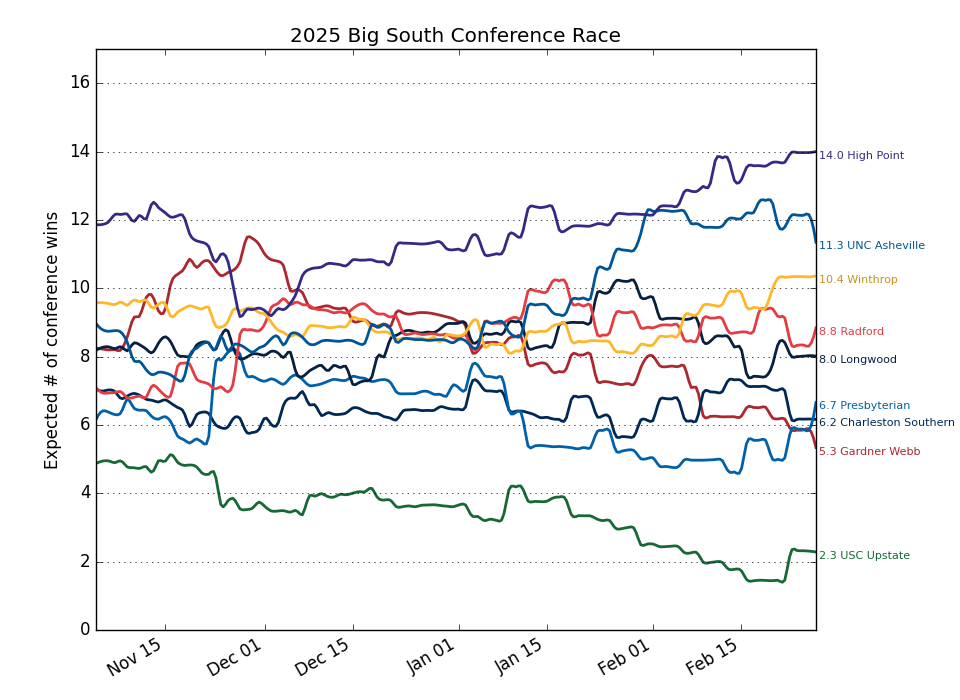 2025 Big South Conference Race
Expected # of conference wins
16
14
12
10
8
6
4
2
0
14.0 High Point
11.3 UNC Asheville
10.4 Winthrop
8.8 Radford
8.0 Longwood
6.7 Presbyterian
6.2 Charleston Southern
5.3 Gardner Webb
2.3 USC Upstate
Nov 15
Dec 01
Dec 15
Jan 01
Jan 15
Feb 01
Feb 15